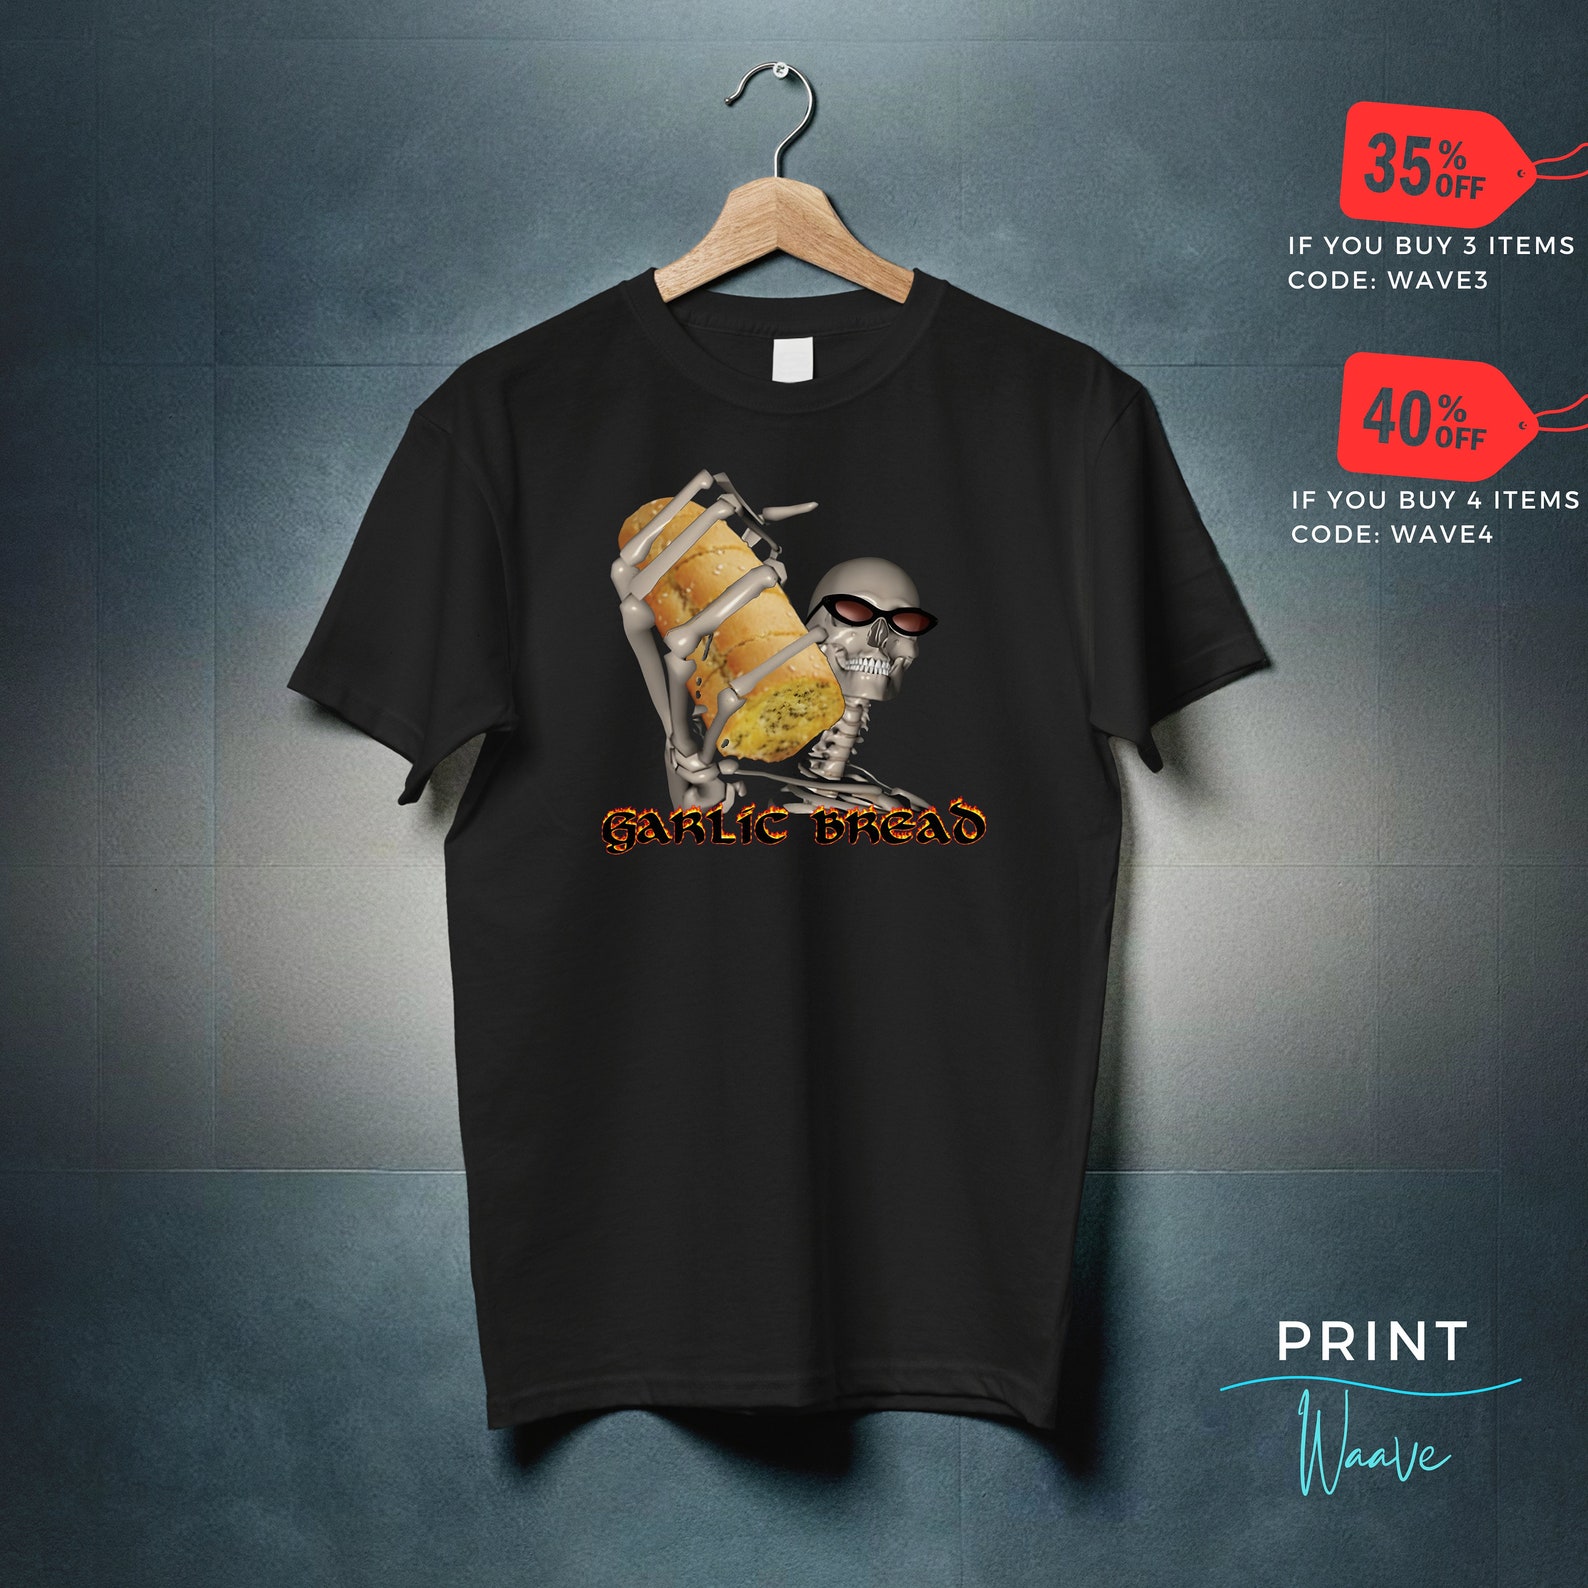 35% OFF
IF YOU BUY 3 ITEMS
CODE: WAVE3
40% OFF
IF YOU BUY 4 ITEMS
CODE: WAVE4
GARLIC BREAD
PRINT
Waave